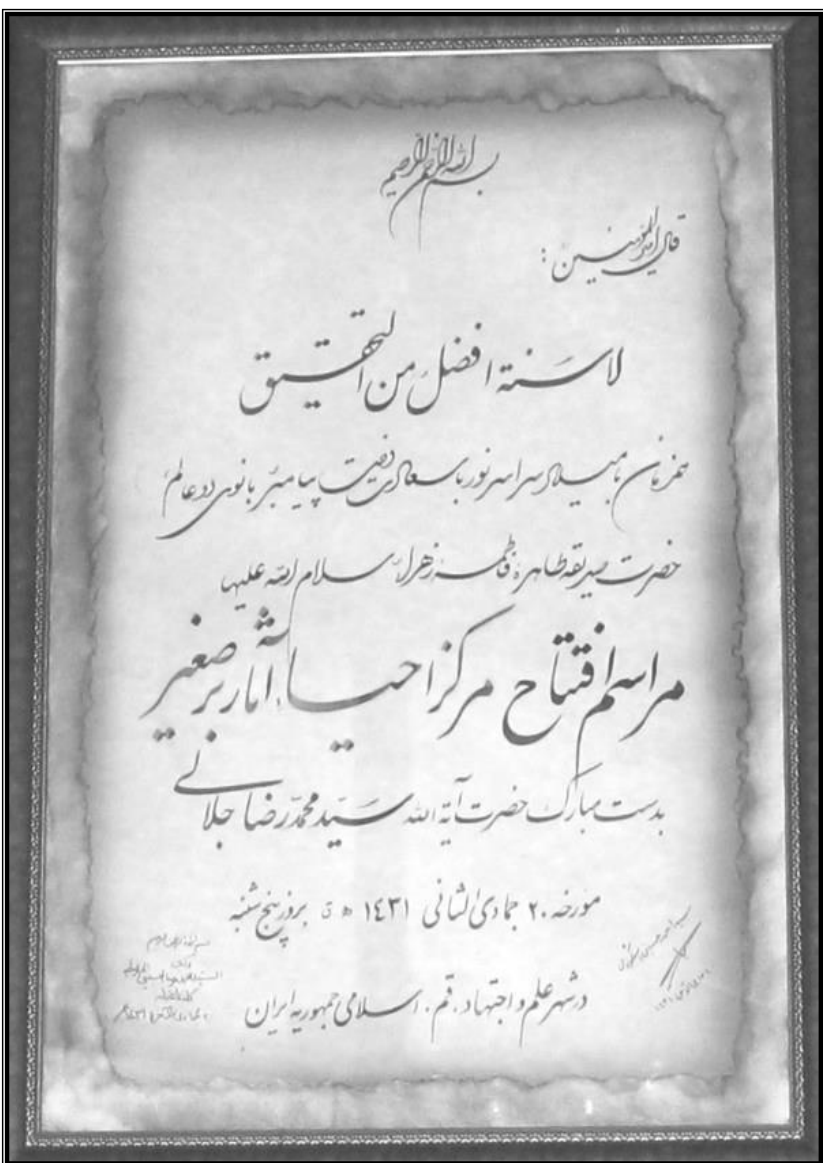 بسم الله الرحمن الرحیم
قال امیر المؤمنین :
لا سنة افضل من التحقیق
همزمان با میلاد سراسر نور با سعادت دخت پیامبر بانوی دو عالم
حضرت صدیقه طاهره فاطمه زهرا سلام الله علیها
مراسم افتتاح مرکز احیاء آثار برصغیر
بدست مبارک حضرت آیة الله سید محمد رضا جلالی
مورخه ۲۰ جمادی الثانی ۱٤۳۱ ه ق بروز پنج شنبه
در شهر علم و اجتهاد، قم، اسلامی جمهوریه ایران